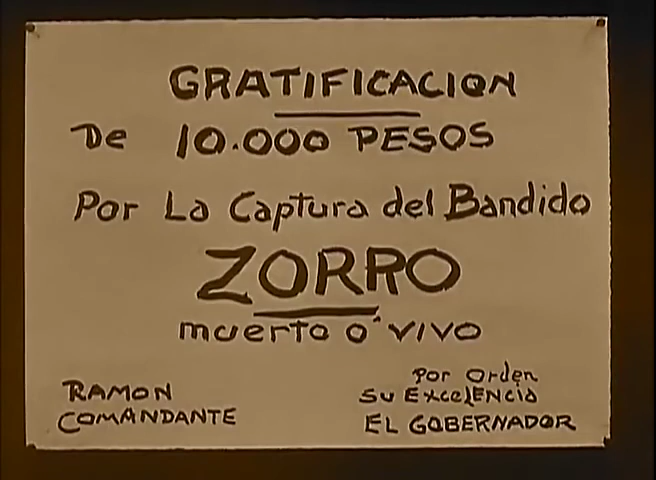 GRATIFICACION
De 10.000 PESOS
Por La Captura del Bandido
ZORRO
muerto ó vivo
RAMON
COMANDANTE
Por Orden
Su Excelencia
EL GOBERNADOR